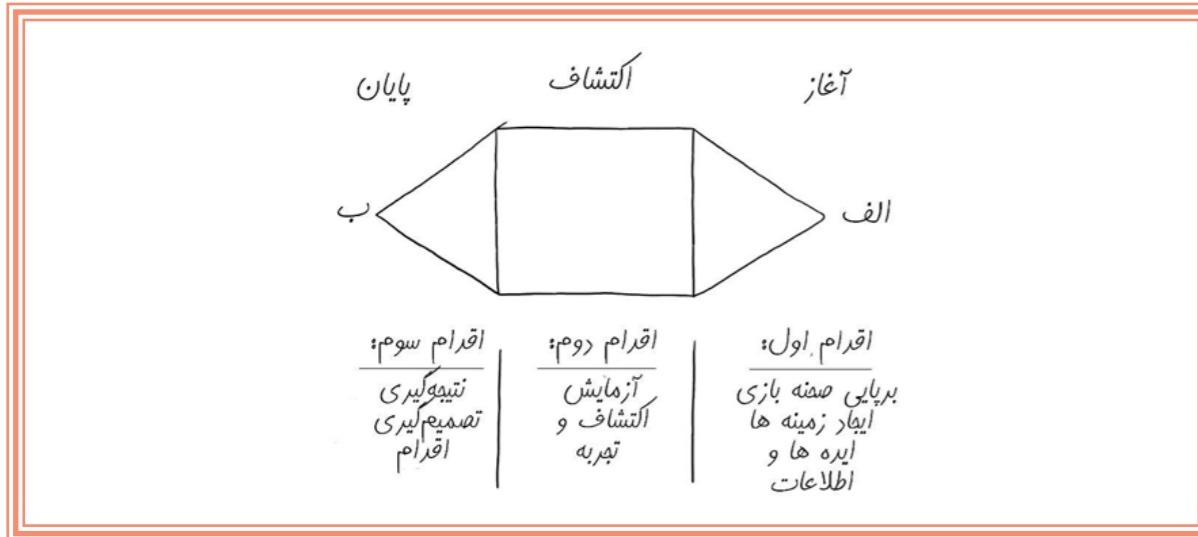 آغاز
اکتشاف
پایان
الف
ب
اقدام اول:
برپایی صحنه بازی
ایجاد زمینه ها
ایده ها و
اطلاعات
اقدام دوم:
آزمایش
اکتشاف و
تجربه
اقدام سوم:
نتیجه‌گیری
تصمیم‌گیری
اقدام